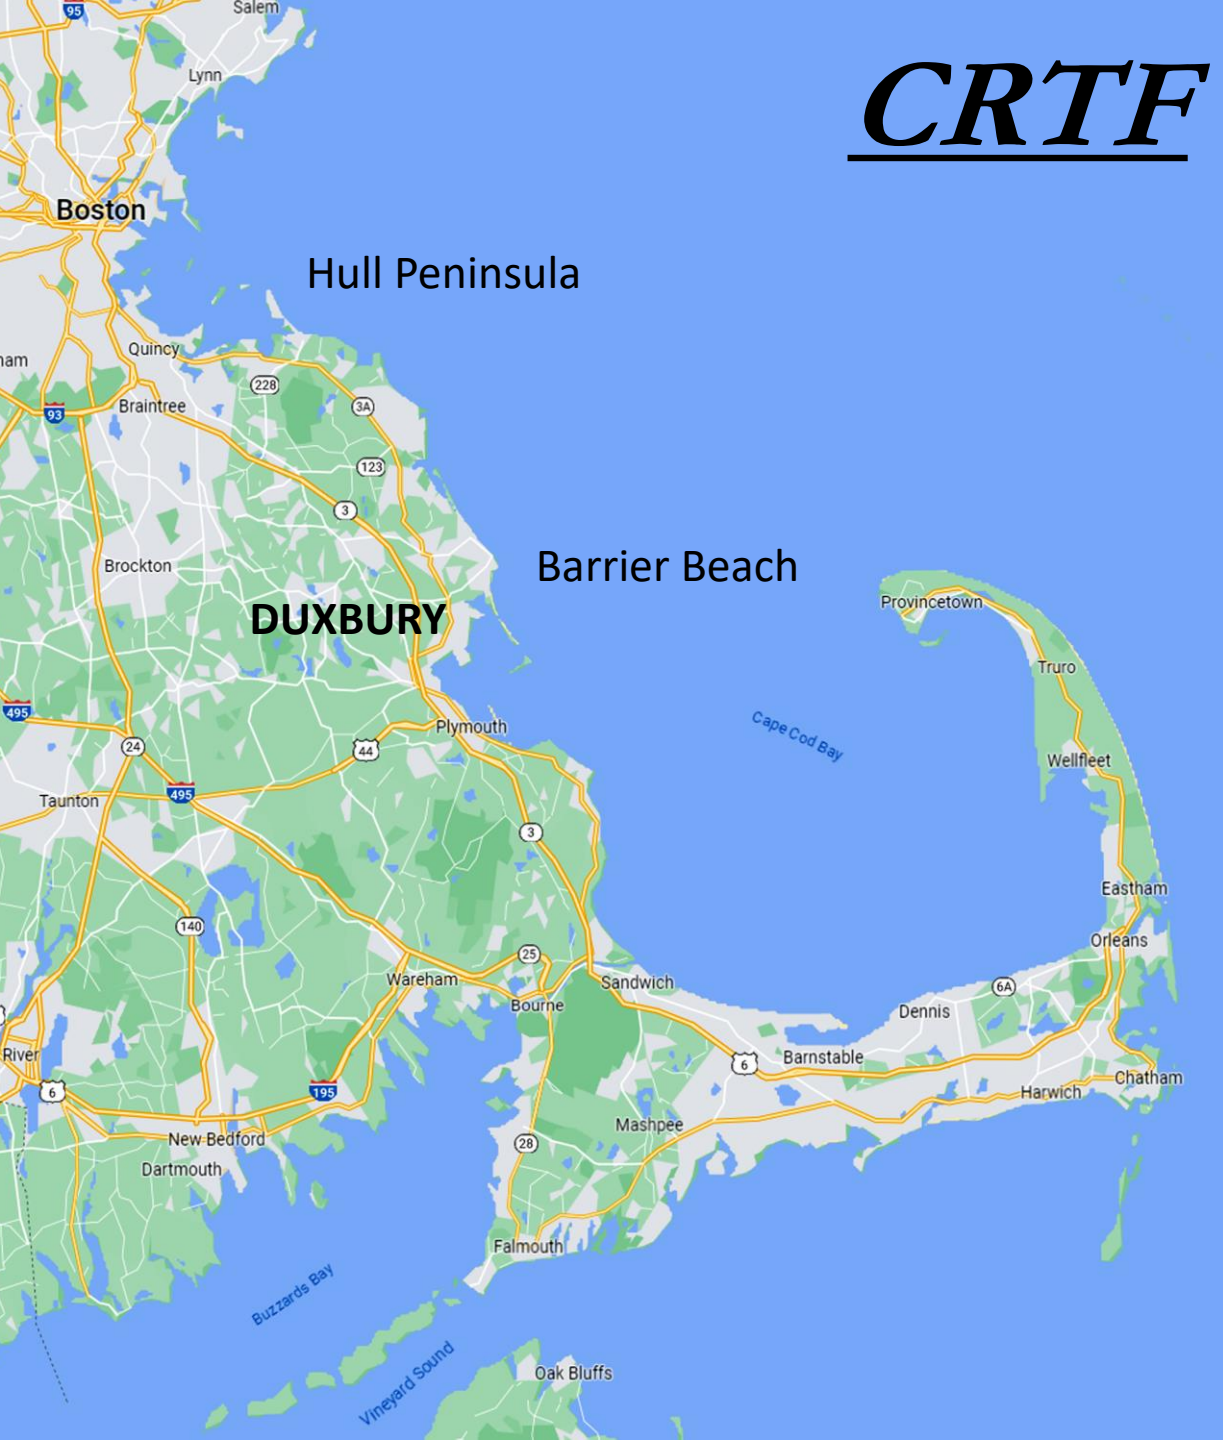 95
Salem
CRTF
Lynn
Boston
Hull Peninsula
Quincy
ham
228
93
Braintree
3A
123
3
Brockton
Barrier Beach
DUXBURY
Provincetown
Truro
495
24
Plymouth
44
Cape Cod Bay
Wellfleet
495
Taunton
3
Eastham
140
25
Orleans
Wareham
Sandwich
6A
Bourne
Dennis
River
6
195
6
Barnstable
Harwich
Chatham
New Bedford
28
Mashpee
Dartmouth
Falmouth
Buzzards Bay
Vineyard Sound
Oak Bluffs